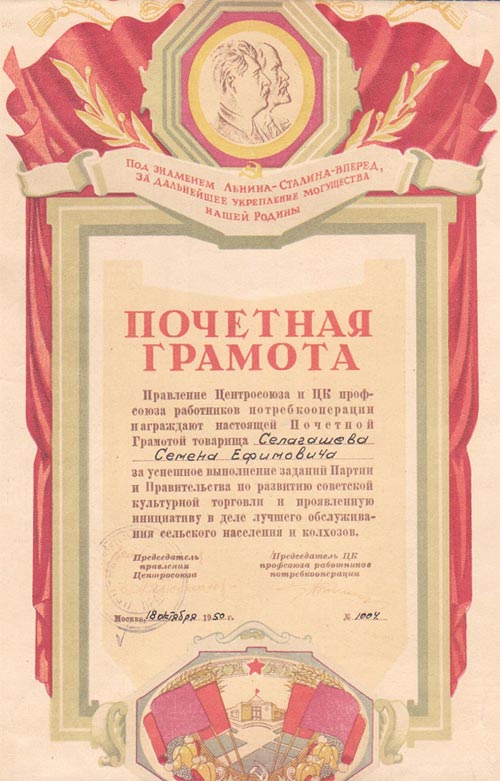 Под знаменем Ленина-Сталина-вперед,
за дальнейшее укрепление могущества
нашей Родины
ПОЧЕТНАЯ
ГРАМОТА
Правление Центросоюза и ЦК проф-
союза работников потребкооперации
награждают настоящей Почетной
Грамотой товарища Селагашева
Семена Ефимовича
за успешное выполнение заданий Партии
и Правительства по развитию советской
культурной торговли и проявленную
инициативу в деле лучшего обслужива-
ния сельского населения и колхозов.
Председатель
правления
Центросоюза
Председатель ЦК
профсоюза работников
потребкооперации
Москва, 18 октября 1950 г.
№ 1004.